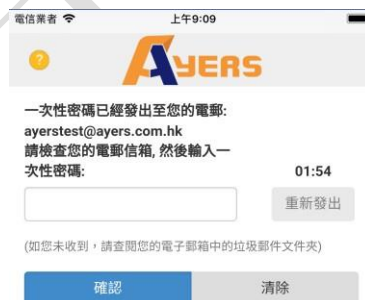 電信業者 上午9:09
?
AYERS
一次性密碼已經發出至您的電郵:
ayerstest@ayers.com.hk
請檢查您的電郵信箱, 然後輸入一
次性密碼: 01:54
重新發出
(如您未收到，請查閱您的電子郵箱中的垃圾郵件文件夾)
確認 清除